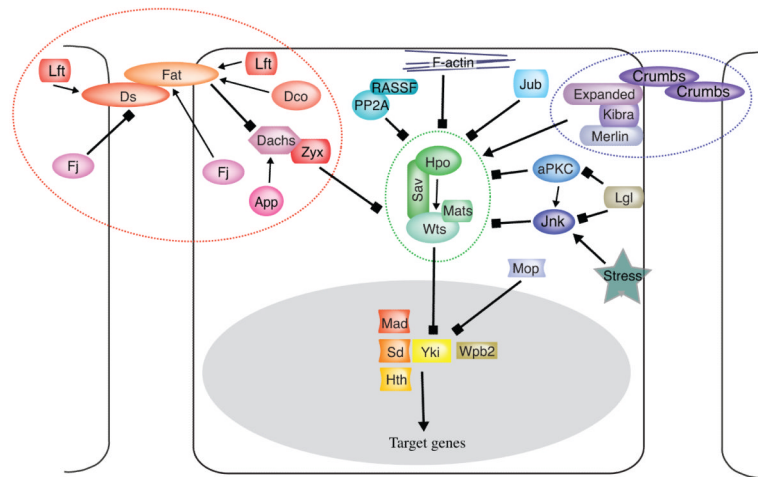 Lft
Fat
Ds
Lft
Dco
Fj
Fj
Dachs
Zyx
App
F-actin
RASSF
PP2A
Jub
Expanded
Crumbs
Crumbs
Kibra
Merlin
Hpo
Sav
Mats
Wts
aPKC
Lgl
Jnk
Stress
Mop
Mad
Sd
Yki
Wpb2
Hth
Target genes